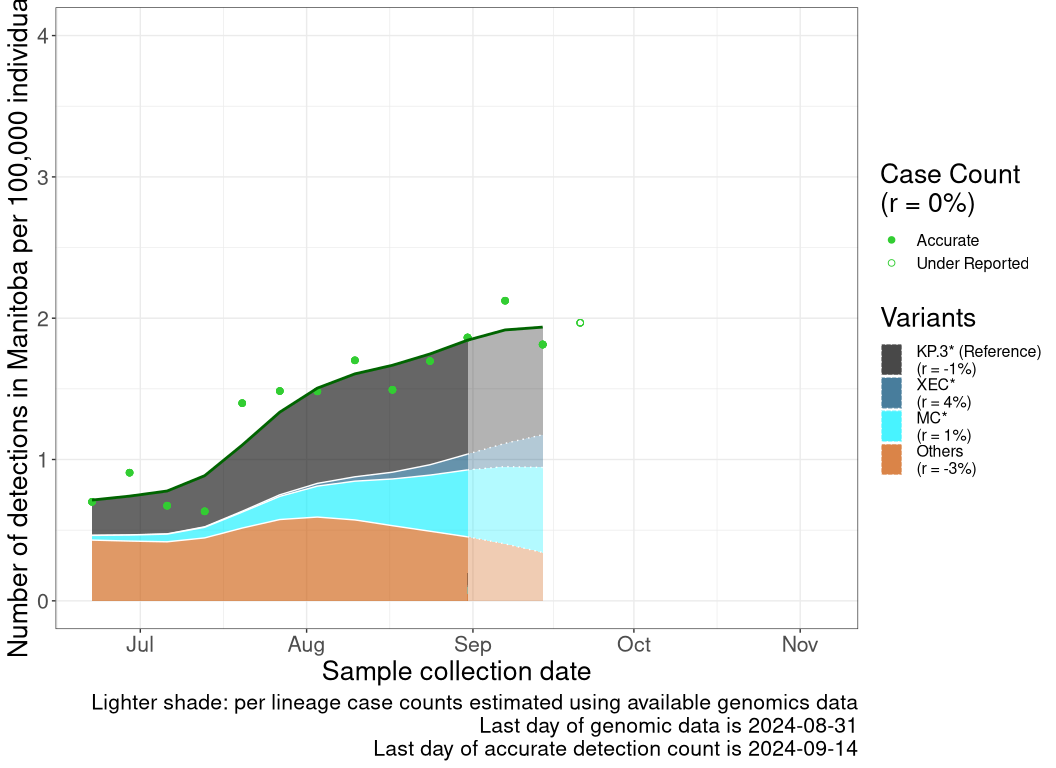 Number of detections in Manitoba per 100,000
4
3
2
1
0
Jul
Aug
Sep
Oct
Nov
Sample collection date
Case Count
(r = 0%)
Accurate
Under Reported
Variants
KP.3* (Reference)
(r = -1%)
XEC*
(r = 4%)
MC*
(r = 1%)
Others
(r = -3%)
Lighter shade: per lineage case counts estimated using available genomics data
Last day of genomic data is 2024-08-31
Last day of accurate detection count is 2024-09-14